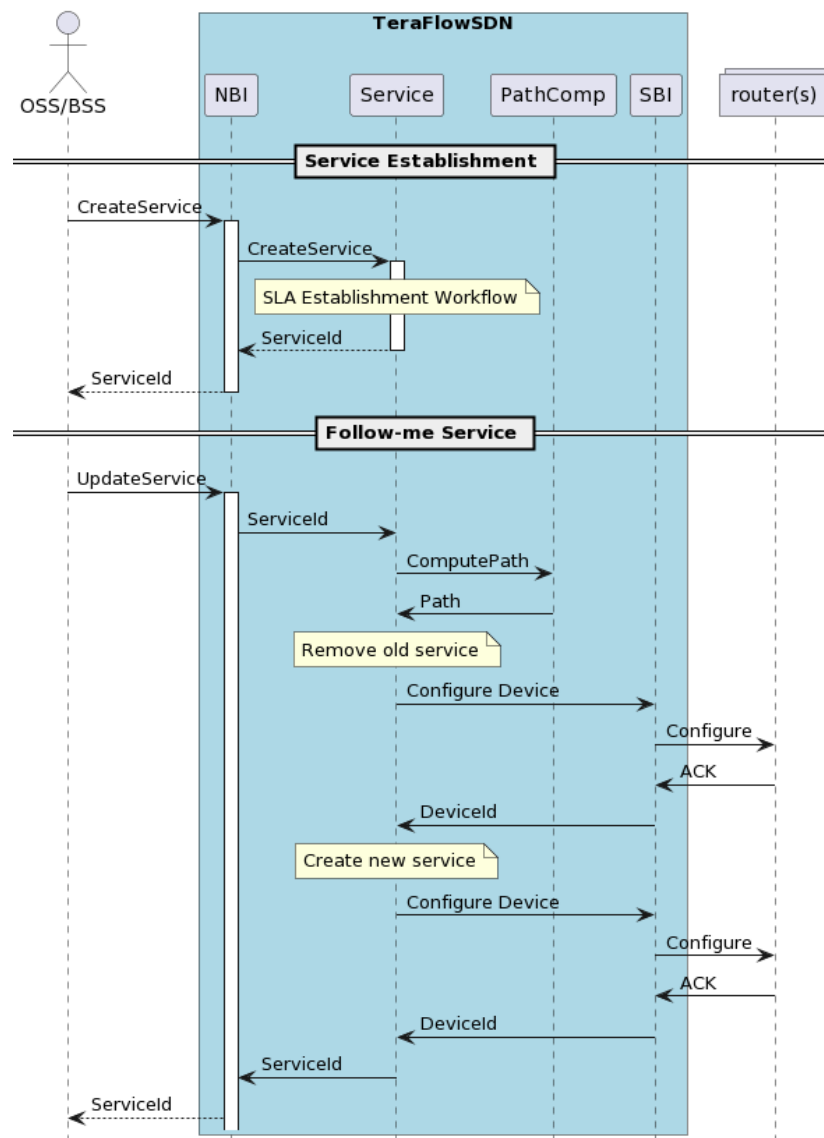 TeraFlowSDN
OSS/BSS
NBI
Service
PathComp
SBI
router(s)
Service Establishment
CreateService
CreateService
SLA Establishment Workflow
ServiceId
ServiceId
Follow-me Service
UpdateService
ServiceId
ComputePath
Path
Remove old service
Configure Device
Configure
ACK
DeviceId
Create new service
Configure Device
Configure
ACK
DeviceId
ServiceId
ServiceId